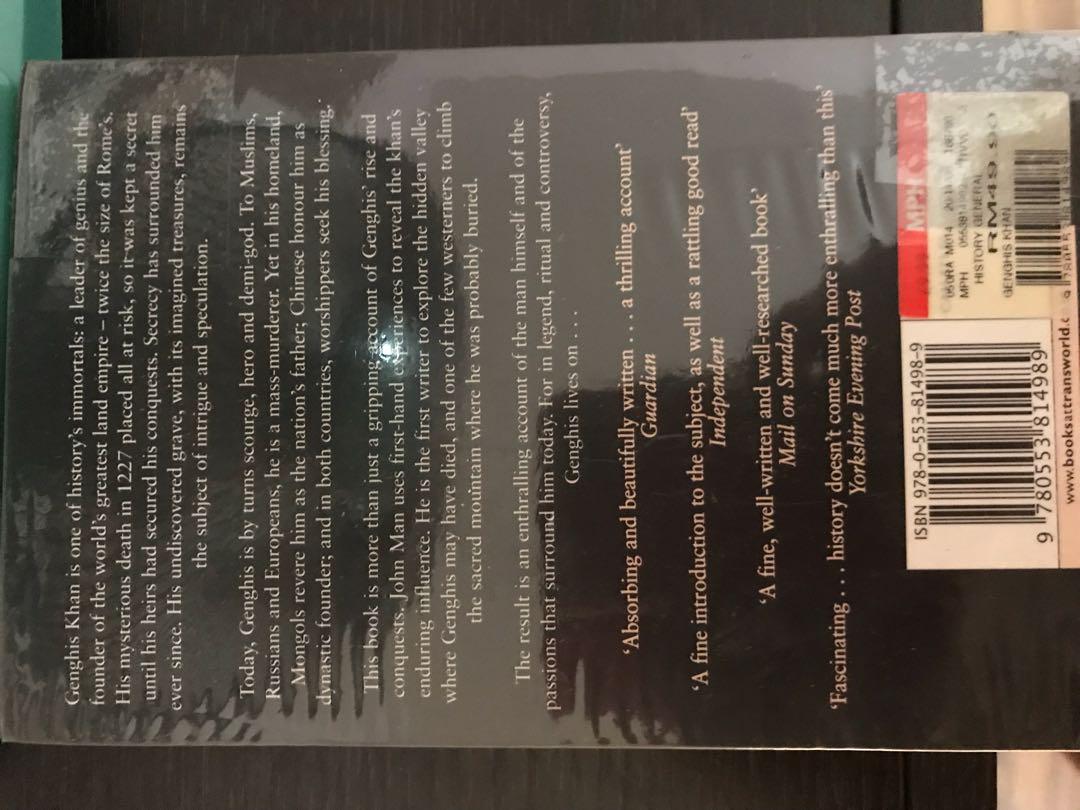 Genghis Khan is one of history's immortals: a leader of genius and the
founder of the world's greatest land empire – twice the size of Rome's.
His mysterious death in 1227 placed all at risk, so it was kept a secret
until his heirs had secured his conquests. Secrecy has surrounded him
ever since. His undiscovered grave, with its imagined treasures, remains
the subject of intrigue and speculation.
Today, Genghis is by turns scourge, hero and demi-god. To Muslims,
Russians and Europeans, he is a mass-murderer. Yet in his homeland,
Mongols revere him as the nation's father; Chinese honour him as
dynastic founder; and in both countries, worshippers seek his blessing.
This book is more than just a gripping account of Genghis' rise and
conquests. John Man uses first-hand experiences to reveal the khan's
enduring influence. He is the first writer to explore the hidden valley
where Genghis may have died, and one of the few westerners to climb
the sacred mountain where he was probably buried.
The result is an enthralling account of the man himself and of the
passions that surround him today. For in legend, ritual and controversy,
Genghis lives on . . . .
'Absorbing and beautifully written . . . a thrilling account'
Guardian
'A fine introduction to the subject, as well as a rattling good read'
Independent
'A fine, well-written and well-researched book'
Mail on Sunday
'Fascinating . . . history doesn't come much more enthralling than this'
Yorkshire Evening Post
MPH
MPH
HISTORY GENERAL
RM49.90
GENGHIS KHAN
ISBN 978-0-553-81498-9
9 780553 814989
www.booksattransworld.c